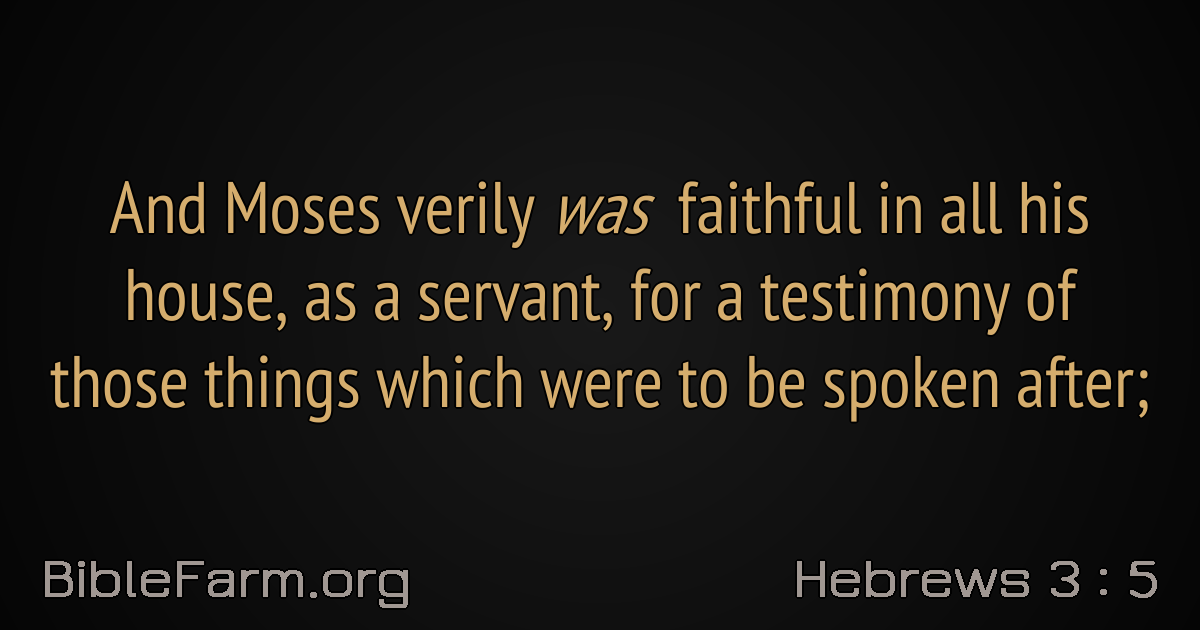 And Moses verily was faithful in all his
house, as a servant, for a testimony of
those things which were to be spoken after;
BibleFarm.org
Hebrews 3 : 5